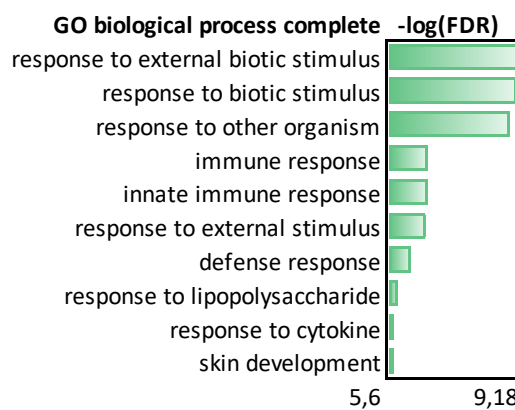 GO biological process complete -log(FDR)
response to external biotic stimulus
response to biotic stimulus
response to other organism
immune response
innate immune response
response to external stimulus
defense response
response to lipopolysaccharide
response to cytokine
skin development
5,6 9,18